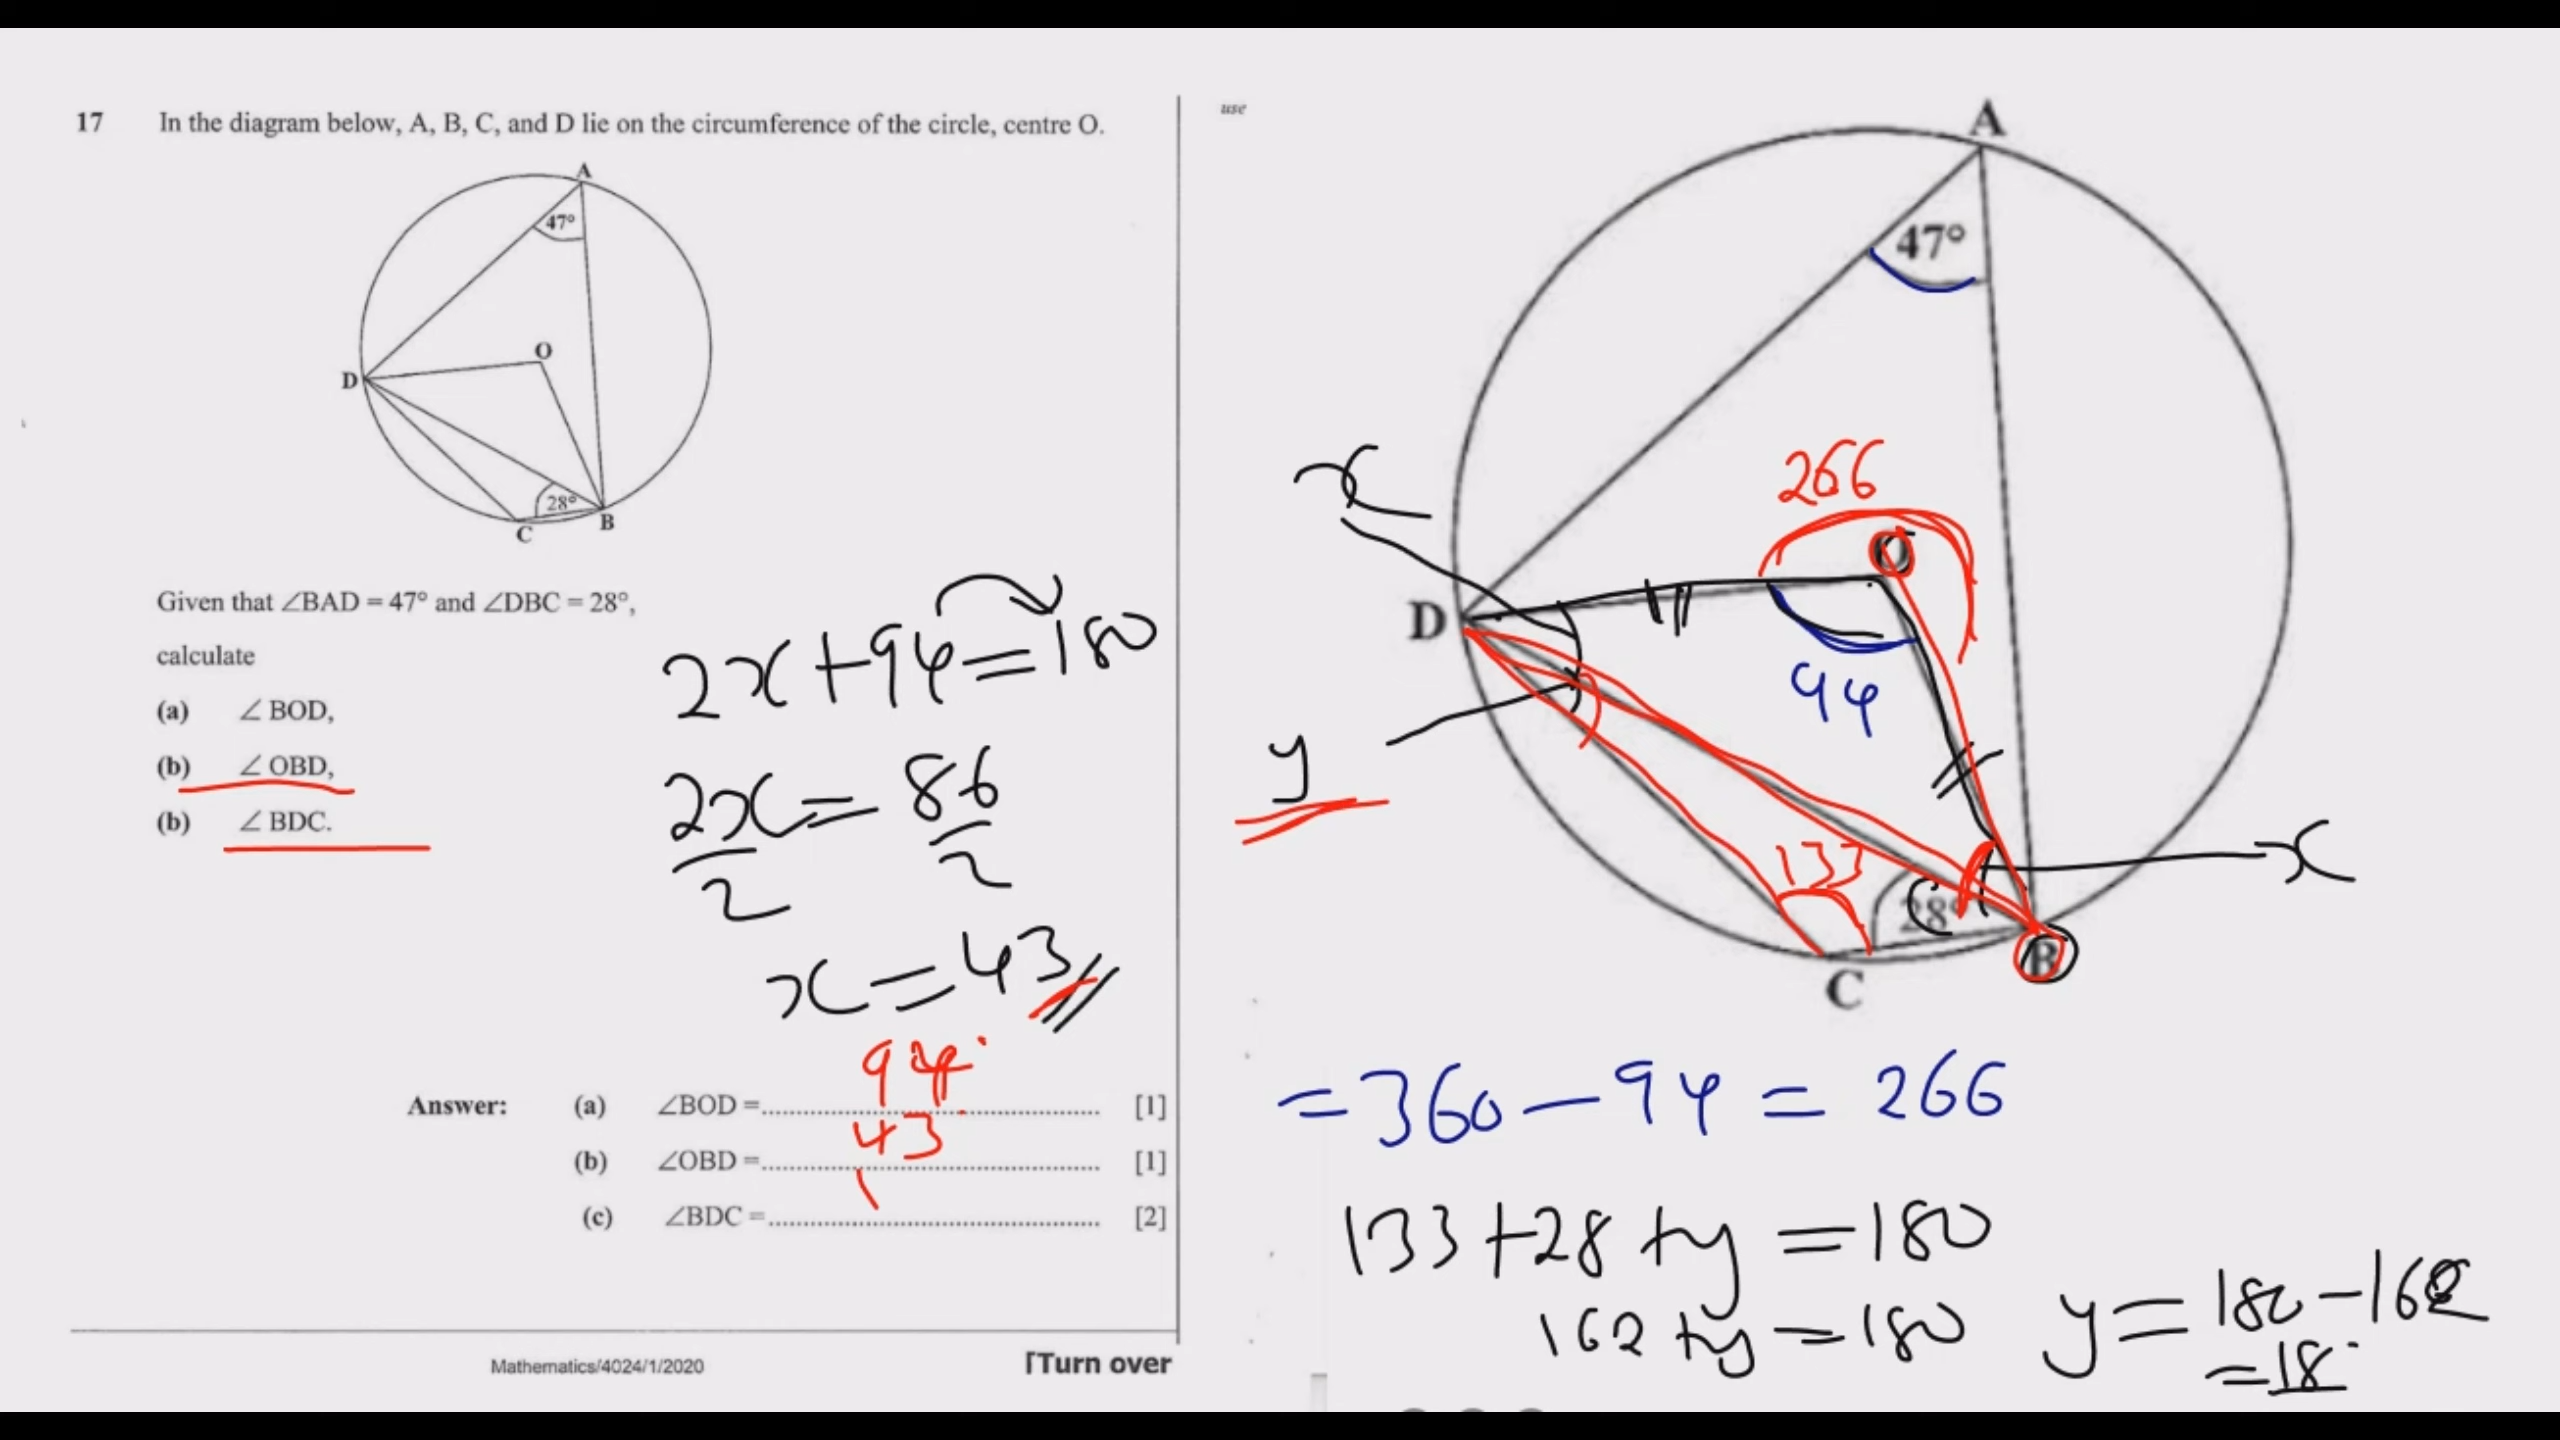 17 In the diagram below, A, B, C, and D lie on the circumference of the circle, centre O.
A
47°
O
D
28°
C
B
Given that ∠BAD = 47° and ∠DBC = 28°,
calculate
(a) ∠ BOD,
(b) ∠ OBD,
(b) ∠ BDC.
2x + 94 = 180
2x = 86
2 2
x = 43
Answer: (a) ∠BOD = 94° [1]
(b) ∠OBD = 43° [1]
(c) ∠BDC = [2]
Mathematics/4024/1/2020
[Turn over
use
A
47°
x
266
O
D
94
y
133
28°
x
B
C
= 360 - 94 = 266
133 + 28 + y = 180
162 + y = 180
y = 180 - 162
= 18°